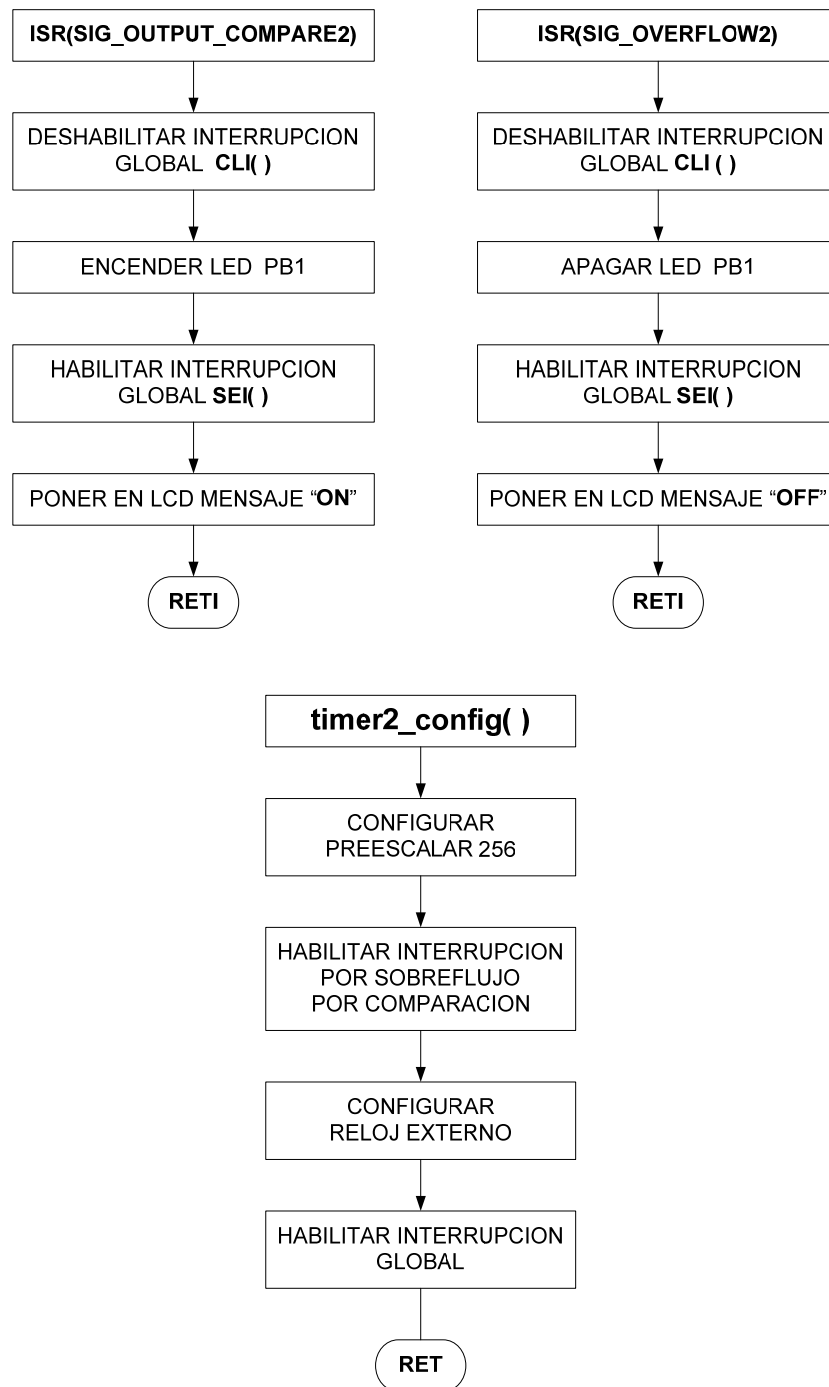 ISR(SIG_OUTPUT_COMPARE2)
DESHABILITAR INTERRUPCION
GLOBAL CLI( )
ENCENDER LED PB1
HABILITAR INTERRUPCION
GLOBAL SEI( )
PONER EN LCD MENSAJE “ON”
RETI
ISR(SIG_OVERFLOW2)
DESHABILITAR INTERRUPCION
GLOBAL CLI ( )
APAGAR LED PB1
HABILITAR INTERRUPCION
GLOBAL SEI( )
PONER EN LCD MENSAJE “OFF”
RETI
timer2_config( )
CONFIGURAR
PREESCALAR 256
HABILITAR INTERRUPCION
POR SOBREFLUJO
POR COMPARACION
CONFIGURAR
RELOJ EXTERNO
HABILITAR INTERRUPCION
GLOBAL
RET